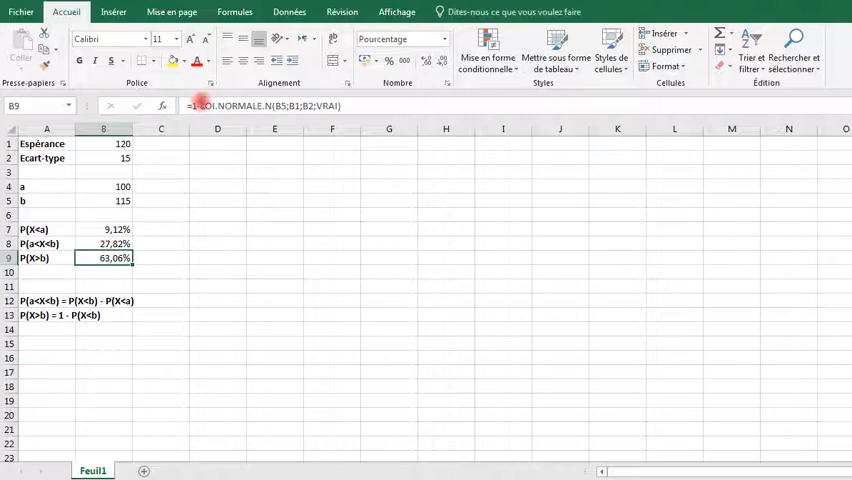 Fichier Accueil Insérer Mise en page Formules Données Révision Affichage Dites-nous ce que vous voulez faire
Calibri 11 Pourcentage Insérer
Coller G I S % 000 Mise en forme conditionnelle Mettre sous forme de tableau Styles de cellules Supprimer Format Trier et filtrer Rechercher et sélectionner
Presse-papiers Police Alignement Nombre Styles Cellules
B9 fx =1-LOI.NORMALE.N(B5;B1;B2;VRAI)
A B C D E F G H I J K L M N O
1 Espérance 120
2 Ecart-type 15
3
4 a 100
5 b 115
6
7 P(X<a) 9,12%
8 P(a<X<b) 27,82%
9 P(X>b) 63,06%
10
11
12 P(a<X<b) = P(X<b) - P(X<a)
13 P(X>b) = 1 - P(X<b)
14
15
16
17
18
19
20
21
22
23
Feuil1